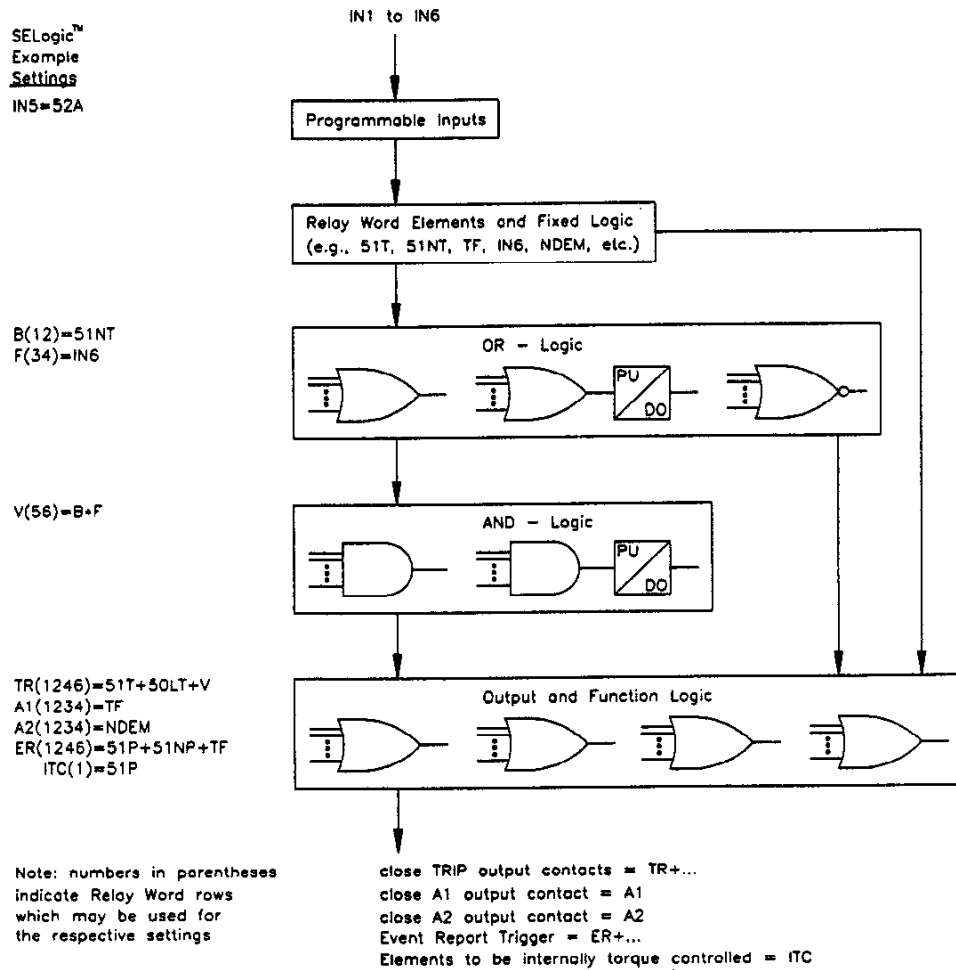 SELogic™
Example
Settings
IN5=52A
IN1 to IN6
Programmable Inputs
Relay Word Elements and Fixed Logic
(e.g., 51T, 51NT, TF, IN6, NDEM, etc.)
B(12)=51NT
F(34)=IN6
OR - Logic
PU
DO
V(56)=B*F
AND - Logic
PU
DO
TR(1246)=51T+50LT+V
A1(1234)=TF
A2(1234)=NDEM
ER(1246)=51P+51NP+TF
ITC(1)=51P
Output and Function Logic
Note: numbers in parentheses
indicate Relay Word rows
which may be used for
the respective settings
close TRIP output contacts = TR+...
close A1 output contact = A1
close A2 output contact = A2
Event Report Trigger = ER+...
Elements to be internally torque controlled = ITC